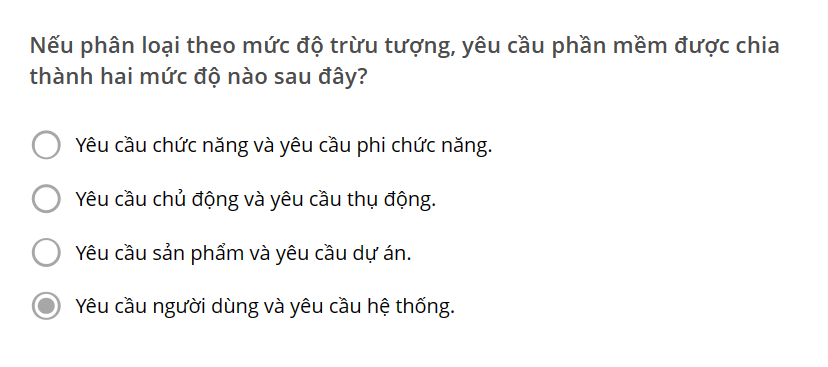 Nếu phân loại theo mức độ trừu tượng, yêu cầu phần mềm được chia
thành hai mức độ nào sau đây?
Yêu cầu chức năng và yêu cầu phi chức năng.
Yêu cầu chủ động và yêu cầu thụ động.
Yêu cầu sản phẩm và yêu cầu dự án.
Yêu cầu người dùng và yêu cầu hệ thống.